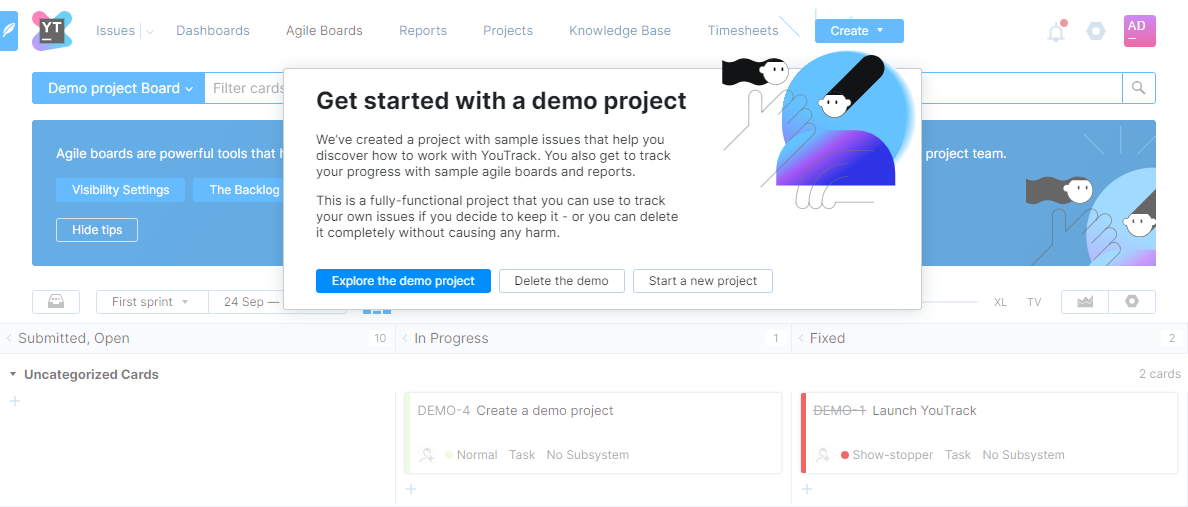 YT
Issues
Dashboards
Agile Boards
Reports
Projects
Knowledge Base
Timesheets
Create
AD
Demo project Board
Filter cards
Get started with a demo project
We've created a project with sample issues that help you
discover how to work with YouTrack. You also get to track
your progress with sample agile boards and reports.
This is a fully-functional project that you can use to track
your own issues if you decide to keep it - or you can delete
it completely without causing any harm.
Explore the demo project
Delete the demo
Start a new project
Agile boards are powerful tools that h
project team.
Visibility Settings
The Backlog
Hide tips
First sprint
24 Sep —
XL
TV
Submitted, Open
10
In Progress
1
Fixed
2
Uncategorized Cards
2 cards
DEMO-4 Create a demo project
Normal Task No Subsystem
DEMO-1 Launch YouTrack
Show-stopper Task No Subsystem